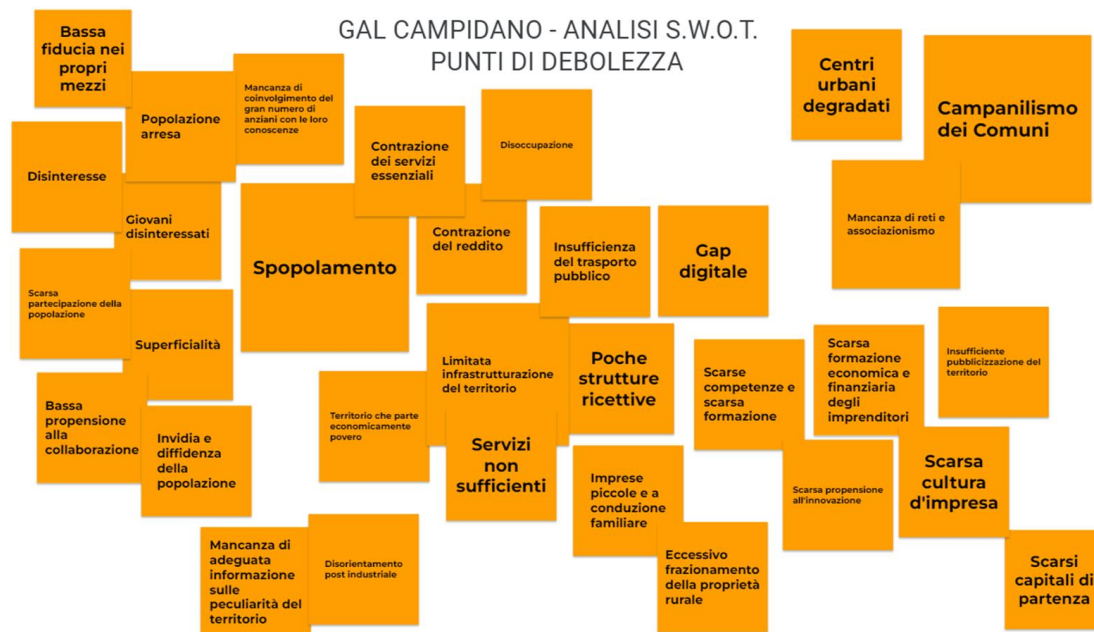 GAL CAMPIDANO - ANALISI S.W.O.T.
PUNTI DI DEBOLEZZA
Bassa
fiducia nei
propri
mezzi
Popolazione
arresa
Mancanza di
coinvolgimento del
gran numero di
anziani con le loro
conoscenze
Contrazione
dei servizi
essenziali
Disoccupazione
Centri
urbani
degradati
Campanilismo
dei Comuni
Disinteresse
Giovani
disinteressati
Spopolamento
Contrazione
del reddito
Insufficienza
del trasporto
pubblico
Gap
digitale
Mancanza di reti e
associazionismo
Scarsa
partecipazione della
popolazione
Superficialità
Limitata
infrastrutturazione
del territorio
Poche
strutture
ricettive
Scarse
competenze e
scarsa
formazione
Scarsa
formazione
economica e
finanziaria
degli
imprenditori
Insufficiente
pubblicizzazione del
territorio
Bassa
propensione
alla
collaborazione
Invidia e
diffidenza
della
popolazione
Territorio che parte
economicamente
povero
Servizi
non
sufficienti
Imprese
piccole e a
conduzione
familiare
Scarsa propensione
all'innovazione
Scarsa
cultura
d'impresa
Mancanza di
adeguata
informazione
sulle
peculiarità del
territorio
Disorientamento
post industriale
Eccessivo
frazionamento
della proprietà
rurale
Scarsi
capitali di
partenza